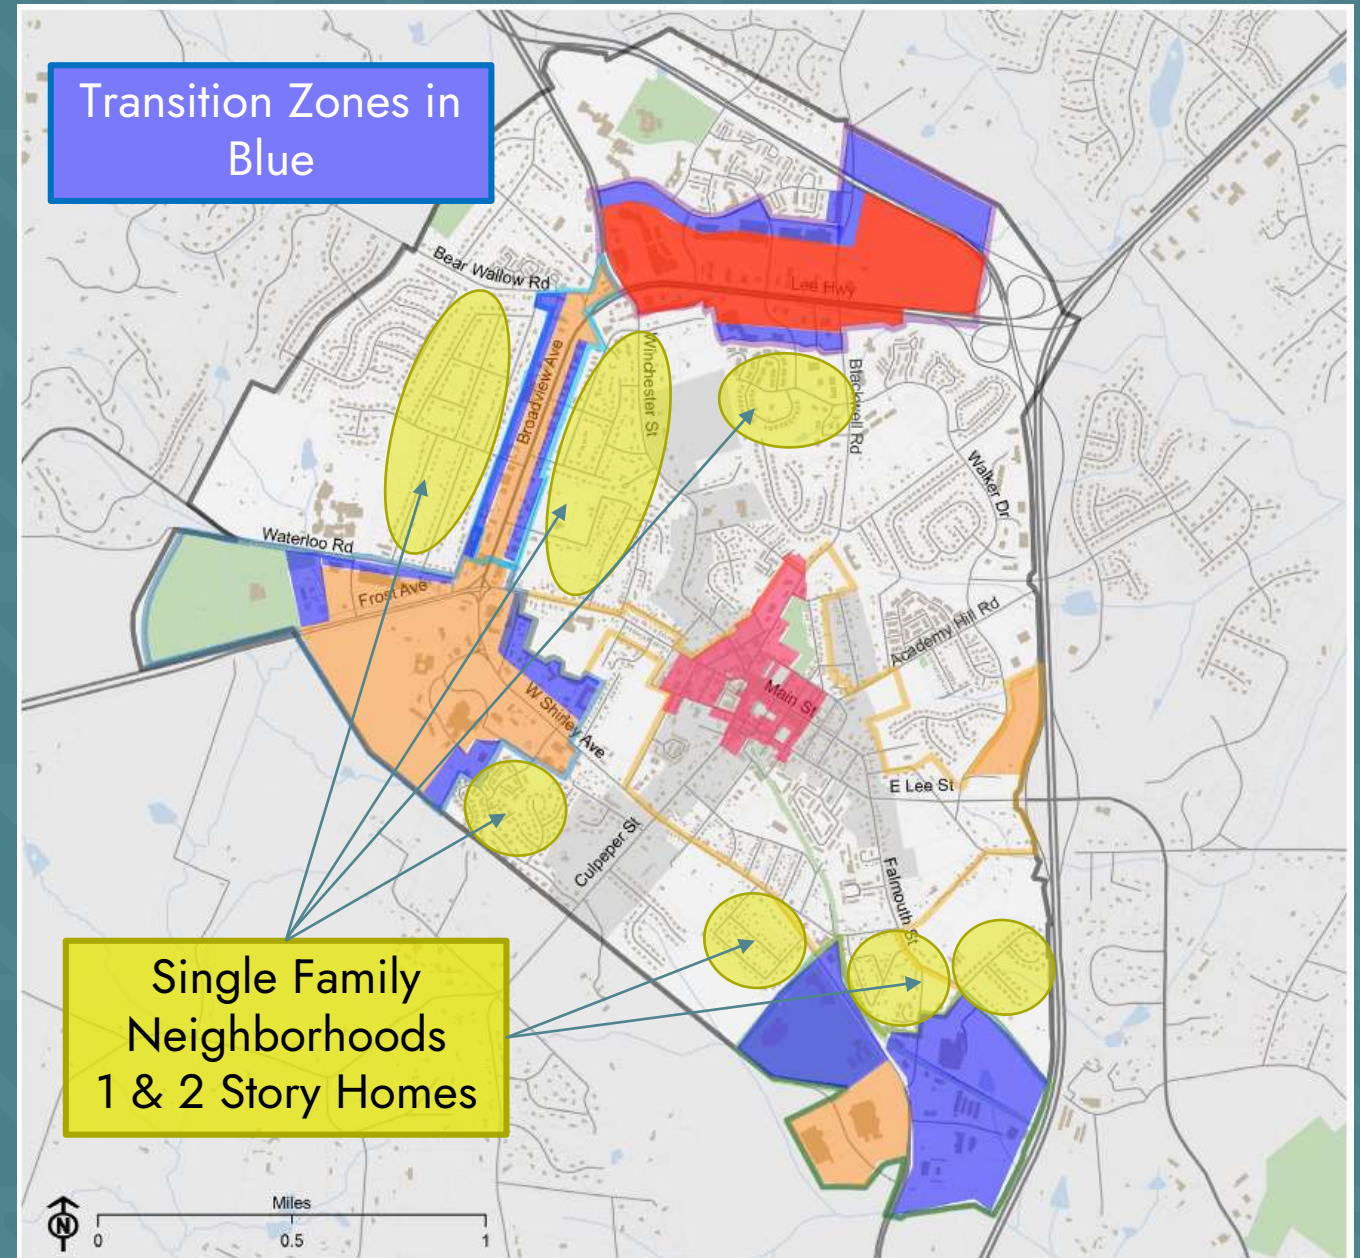 Transition Zones in
Blue
Bear Wallow Rd
Lee Hwy
Winchester St
Broadview Ave
Blackwell Rd
Walker Dr
Waterloo Rd
Frost Ave
Academy Hill Rd
Main St
W Shirley Ave
E Lee St
Culpeper St
Falmouth St
Single Family
Neighborhoods
1 & 2 Story Homes
Miles
N
0 0.5 1